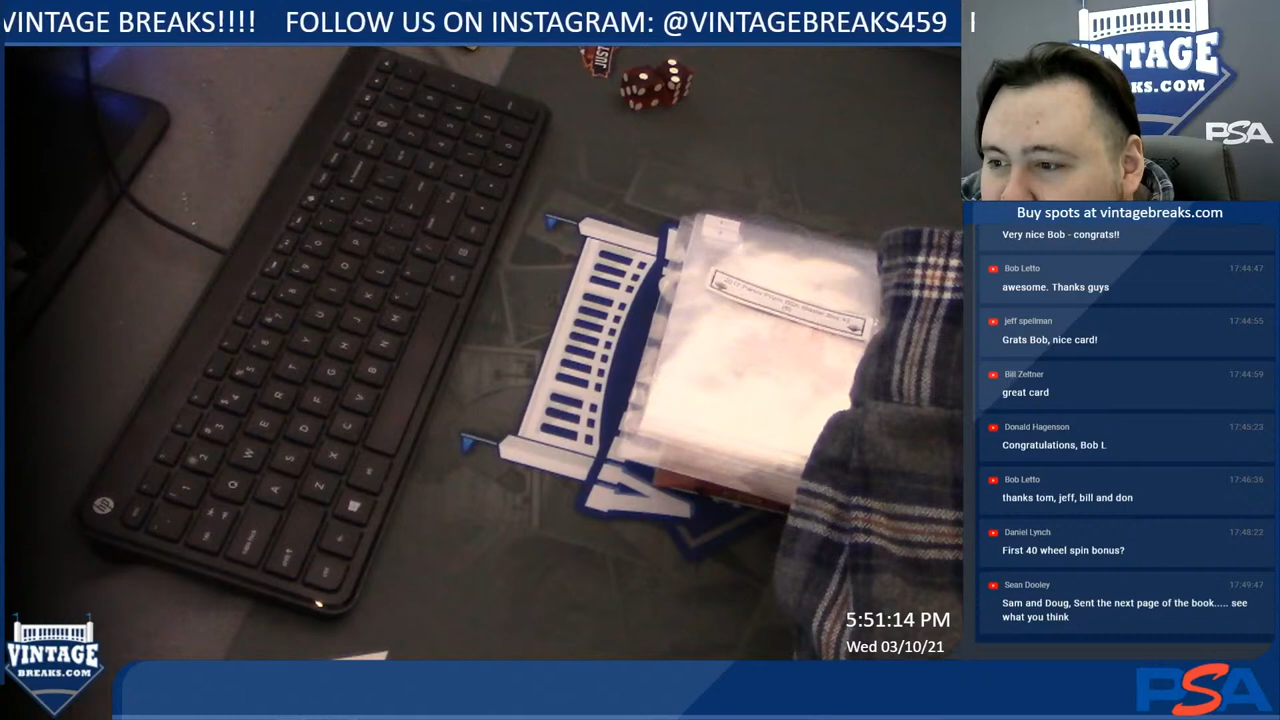 VINTAGE BREAKS!!!! FOLLOW US ON INSTAGRAM: @VINTAGEBREAKS459
VINTAGE
KS.COM
PSA
Buy spots at vintagebreaks.com
Very nice Bob - congrats!!
Bob Letto 17:44:47
awesome. Thanks guys
jeff spellman 17:44:55
Grats Bob, nice card!
Bill Zeltner 17:44:59
great card
Donald Hagenson 17:45:23
Congratulations, Bob L
Bob Letto 17:46:36
thanks tom, jeff, bill and don
Daniel Lynch 17:48:22
First 40 wheel spin bonus?
Sean Dooley 17:49:47
Sam and Doug, Sent the next page of the book..... see
what you think
5:51:14 PM
Wed 03/10/21
VINTAGE
BREAKS.COM
PSA
hp